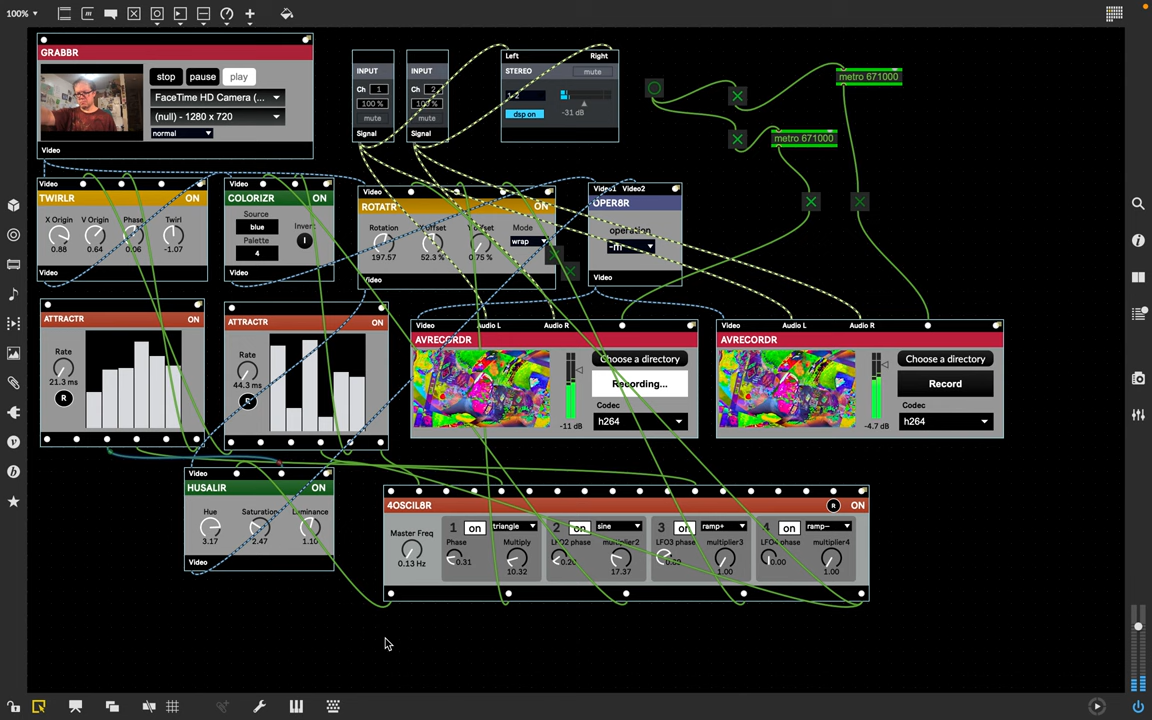 100%
GRABBR
stop pause play
FaceTime HD Camera (...
(null) - 1280 x 720
normal
Video
INPUT
Ch 1
100 %
mute
Signal
INPUT
Ch 2
100 %
mute
Signal
Left Right
STEREO mute
1 2
dsp on -31 dB
metro 671000
metro 671000
Video
TWIRLR ON
X Origin Y Origin Phase Twirl
0.88 0.64 0.06 -1.07
Video
Video
COLORIZR ON
Source
blue
Palette
4
Invert
Video
Video
ROTATR ON
Rotation X Offset Y Offset Mode
wrap
197.57 52.3 % 0.75 %
Video
Video1 Video2
OPER8R
operation
-m
Video
ATTRACTR ON
Rate
21.3 ms
R
ATTRACTR ON
Rate
44.3 ms
R
Video Audio L Audio R
AVRECORDR
Choose a directory
Recording...
Codec
-11 dB h264
Video Audio L Audio R
AVRECORDR
Choose a directory
Record
Codec
-4.7 dB h264
Video
HUSALIR ON
Hue Saturation Luminance
3.17 2.47 1.10
Video
4OSCIL8R R ON
Master Freq
0.13 Hz
1 on triangle
Phase Multiply
0.31 10.32
2 on sine
LFO2 phase multiplier2
0.20 17.37
3 on ramp+
LFO3 phase multiplier3
0.00 1.00
4 on ramp-
LFO4 phase multiplier4
0.00 1.00